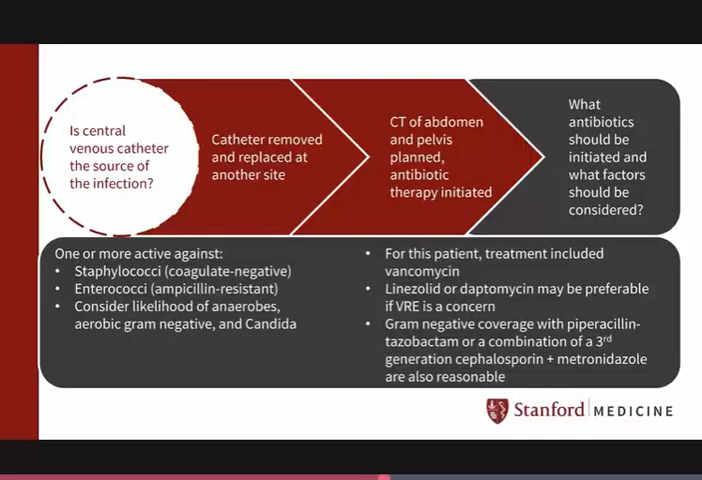 Is central
venous catheter
the source of
the infection?
Catheter removed
and replaced at
another site
CT of abdomen
and pelvis
planned,
antibiotic
therapy initiated
What
antibiotics
should be
initiated and
what factors
should be
considered?
One or more active against:
• Staphylococci (coagulate-negative)
• Enterococci (ampicillin-resistant)
• Consider likelihood of anaerobes,
aerobic gram negative, and Candida
• For this patient, treatment included
vancomycin
• Linezolid or daptomycin may be preferable
if VRE is a concern
• Gram negative coverage with piperacillin-
tazobactam or a combination of a 3rd
generation cephalosporin + metronidazole
are also reasonable
Stanford MEDICINE